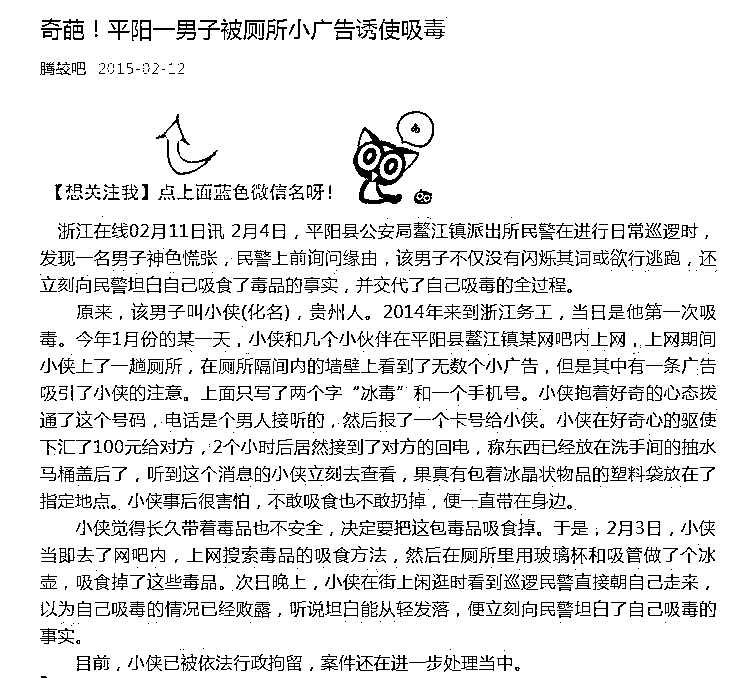 奇葩！平阳一男子被厕所小广告诱使吸毒
腾较吧 2015-02-12
【想关注我】点上面蓝色微信名呀！
浙江在线02月11日讯 2月4日，平阳县公安局鳌江镇派出所民警在进行日常巡逻时，
发现一名男子神色慌张，民警上前询问缘由，该男子不仅没有闪烁其词或欲行逃跑，还
立刻向民警坦白自己吸食了毒品的事实，并交代了自己吸毒的全过程。
原来，该男子叫小侠(化名)，贵州人。2014年来到浙江务工，当日是他第一次吸
毒。今年1月份的某一天，小侠和几个小伙伴在平阳县鳌江镇某网吧内上网，上网期间
小侠上了一趟厕所，在厕所隔间内的墙壁上看到了无数个小广告，但是其中有一条广告
吸引了小侠的注意。上面只写了两个字“冰毒”和一个手机号。小侠抱着好奇的心态拨
通了这个号码，电话是个男人接听的，然后报了一个卡号给小侠。小侠在好奇心的驱使
下汇了100元给对方，2个小时后居然接到了对方的回电，称东西已经放在洗手间的抽水
马桶盖后了，听到这个消息的小侠立刻去查看，果真有包着冰晶状物品的塑料袋放在了
指定地点。小侠事后很害怕，不敢吸食也不敢扔掉，便一直带在身边。
小侠觉得长久带着毒品也不安全，决定要把这包毒品吸食掉。于是，2月3日，小侠
当即去了网吧内，上网搜索毒品的吸食方法，然后在厕所里用玻璃杯和吸管做了个冰
壶，吸食掉了这些毒品。次日晚上，小侠在街上闲逛时看到巡逻民警直接朝自己走来，
以为自己吸毒的情况已经败露，听说坦白能从轻发落，便立刻向民警坦白了自己吸毒的
事实。
目前，小侠已被依法行政拘留，案件还在进一步处理当中。